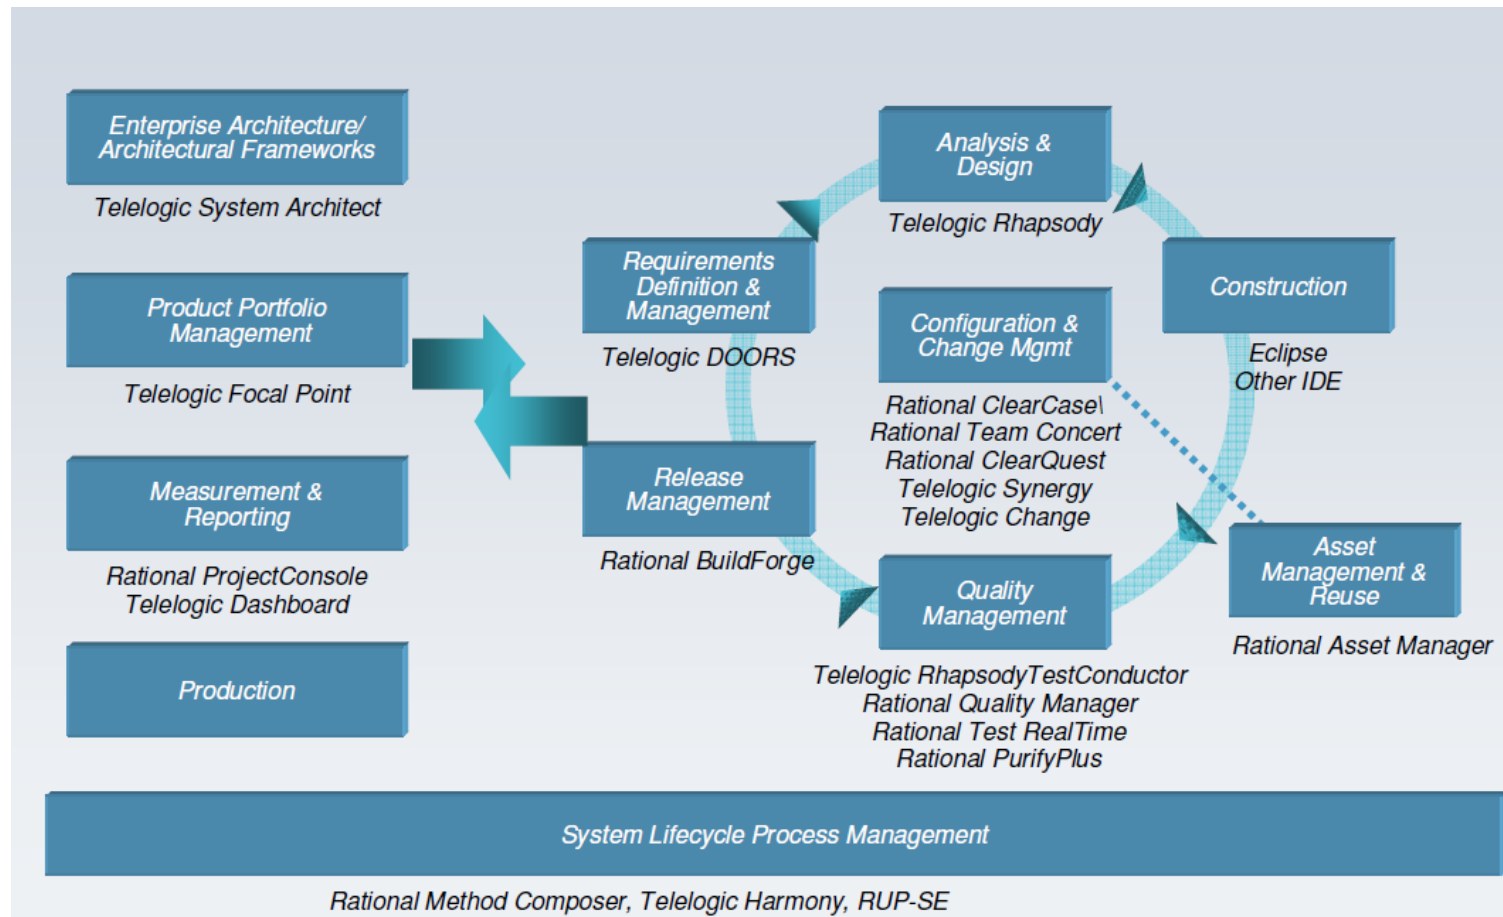 Enterprise Architecture/
Architectural Frameworks
Telelogic System Architect
Product Portfolio
Management
Telelogic Focal Point
Measurement &
Reporting
Rational ProjectConsole
Telelogic Dashboard
Production
Requirements
Definition &
Management
Telelogic DOORS
Release
Management
Rational BuildForge
Analysis &
Design
Telelogic Rhapsody
Configuration &
Change Mgmt
Rational ClearCase\
Rational Team Concert
Rational ClearQuest
Telelogic Synergy
Telelogic Change
Quality
Management
Telelogic RhapsodyTestConductor
Rational Quality Manager
Rational Test RealTime
Rational PurifyPlus
Construction
Eclipse
Other IDE
Asset
Management &
Reuse
Rational Asset Manager
System Lifecycle Process Management
Rational Method Composer, Telelogic Harmony, RUP-SE